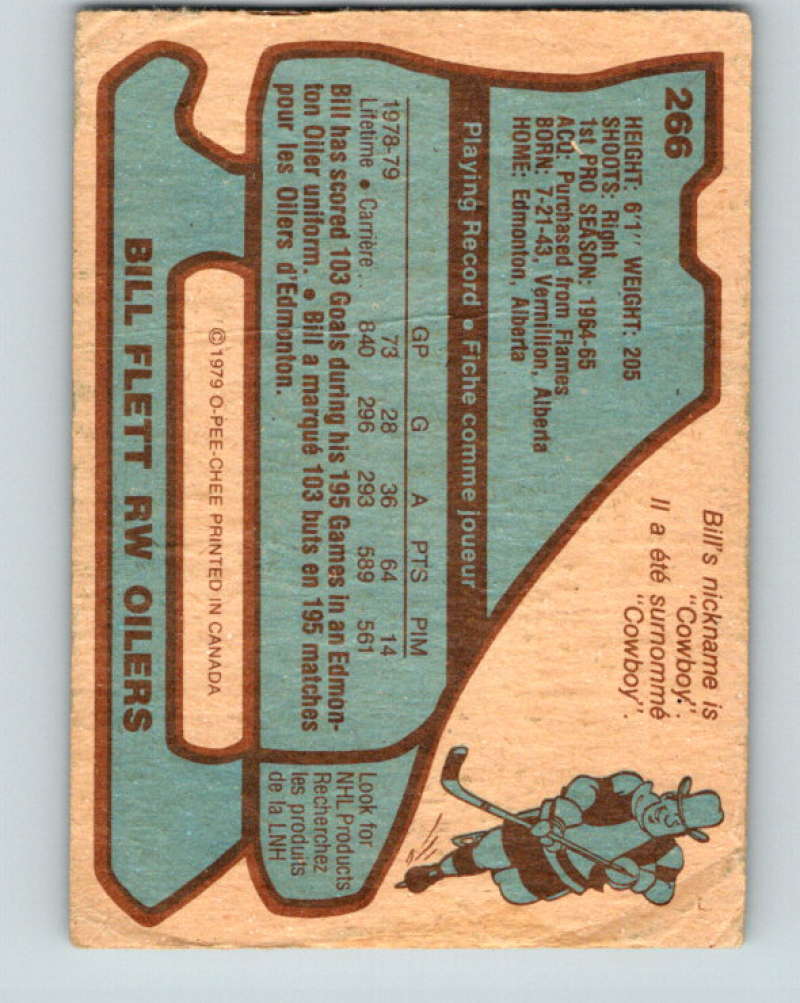 266
HEIGHT: 6'1" WEIGHT: 205
SHOOTS: Right
1st PRO SEASON: 1964-65
ACQ: Purchased from Flames
BORN: 7-21-43, Vermillion, Alberta
HOME: Edmonton, Alberta
Bill's nickname is
"Cowboy".
Il a été surnommé
"Cowboy".
Playing Record • Fiche comme joueur
GP G A PTS PIM
1978-79 73 28 36 64 14
Lifetime • Carrière . . 840 296 293 589 561
Bill has scored 103 Goals during his 195 Games in an Edmon-
ton Oiler uniform. • Bill a marqué 103 buts en 195 matches
pour les Oilers d'Edmonton.
Look for
NHL Products
Recherchez
les produits
de la LNH
© 1979 O-PEE-CHEE PRINTED IN CANADA
BILL FLETT RW OILERS